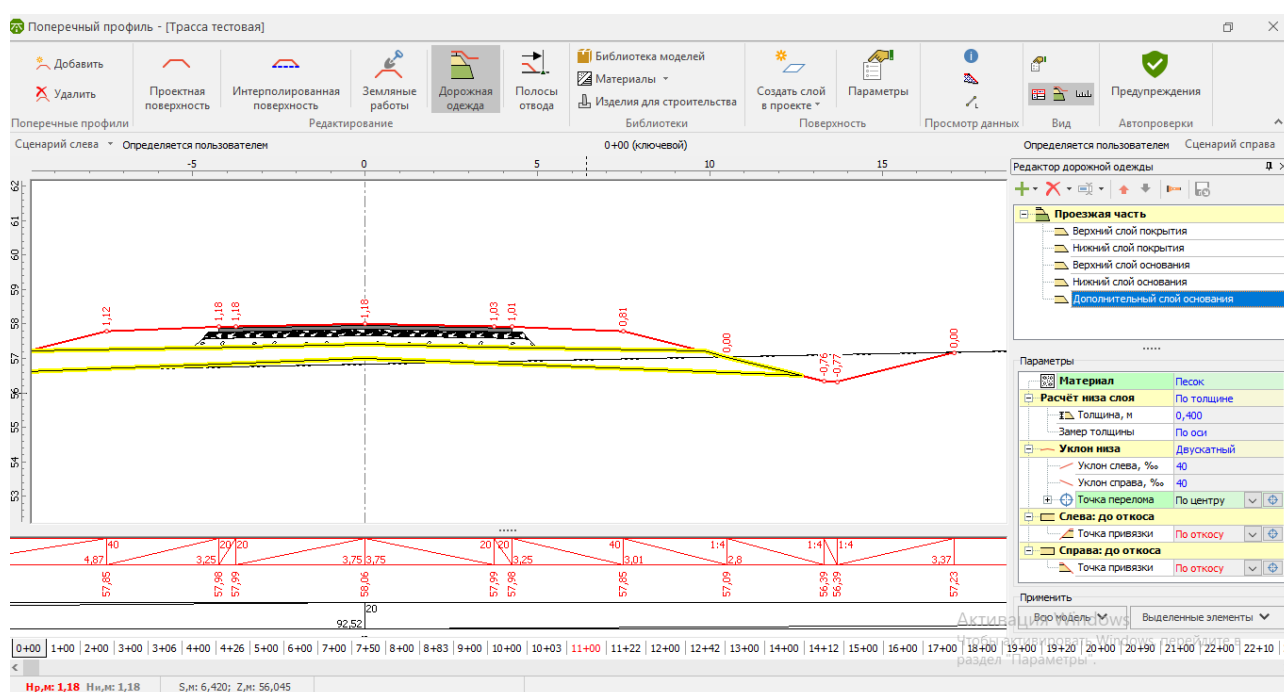 Поперечный профиль - [Трасса тестовая]
Добавить
Удалить
Проектная поверхность
Интерполированная поверхность
Земляные работы
Дорожная одежда
Полосы отвода
Библиотека моделей
Материалы
Изделия для строительства
Создать слой в проекте
Параметры
Предупреждения
Поперечные профили
Редактирование
Библиотеки
Поверхность
Просмотр данных
Вид
Автопроверки
Сценарий слева Определяется пользователем 0+00 (ключевой) Определяется пользователем Сценарий справа
-5 0 5 10 15
Редактор дорожной одежды
62
61
60
59
58
57
56
55
54
53
1,12 1,18 1,18 -1,18 1,03 1,01 0,81 0,00 -0,76 -0,77 0,00
Проезжая часть
Верхний слой покрытия
Нижний слой покрытия
Верхний слой основания
Нижний слой основания
Дополнительный слой основания
Параметры
Материал Песок
Расчёт низа слоя По толщине
Толщина, м 0,400
Замер толщины По оси
Уклон низа Двускатный
Уклон слева, ‰ 40
Уклон справа, ‰ 40
Точка перелома По центру
Слева: до откоса
Точка привязки По откосу
Справа: до откоса
Точка привязки По откосу
Применить
Всю модель Выделенные элементы
40 20 20 20 20 40 1:4 1:4 1:4
4,87 3,25 3,75 3,75 3,25 3,01 2,8 3,37
57,85 57,98 57,99 58,06 57,99 57,98 57,85 57,09 56,39 56,39 57,23
20
92,52
Активация Windows
Чтобы активировать Windows, перейдите в
раздел "Параметры".
0+00 1+00 2+00 3+00 3+06 4+00 4+26 5+00 6+00 7+00 7+50 8+00 8+83 9+00 10+00 10+03 11+00 11+22 12+00 12+42 13+00 14+00 14+12 15+00 16+00 17+00 18+00 19+00 19+20 20+00 20+90 21+00 22+00 22+10
Нр,м: 1,18 Ни,м: 1,18 S,м: 6,420; Z,м: 56,045